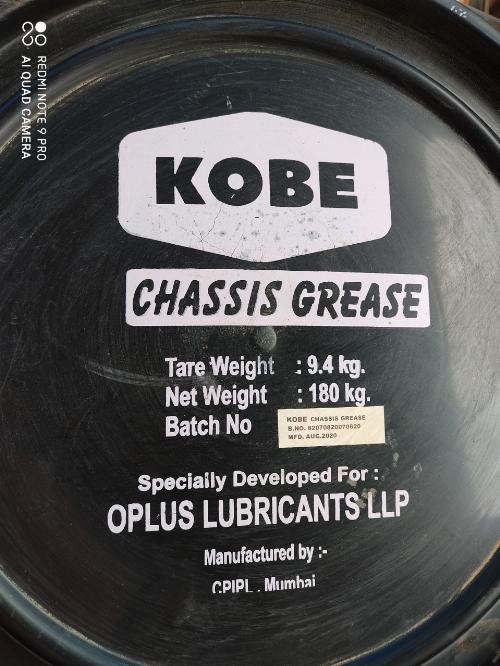 REDMI NOTE 9 PRO
AI QUAD CAMERA
KOBE
CHASSIS GREASE
Tare Weight : 9.4 kg.
Net Weight : 180 kg.
Batch No
KOBE CHASSIS GREASE
B.NO. 82070820070820
MFD. AUG.2020
Specially Developed For :
OPLUS LUBRICANTS LLP
Manufactured by :-
CPIPL . Mumbai